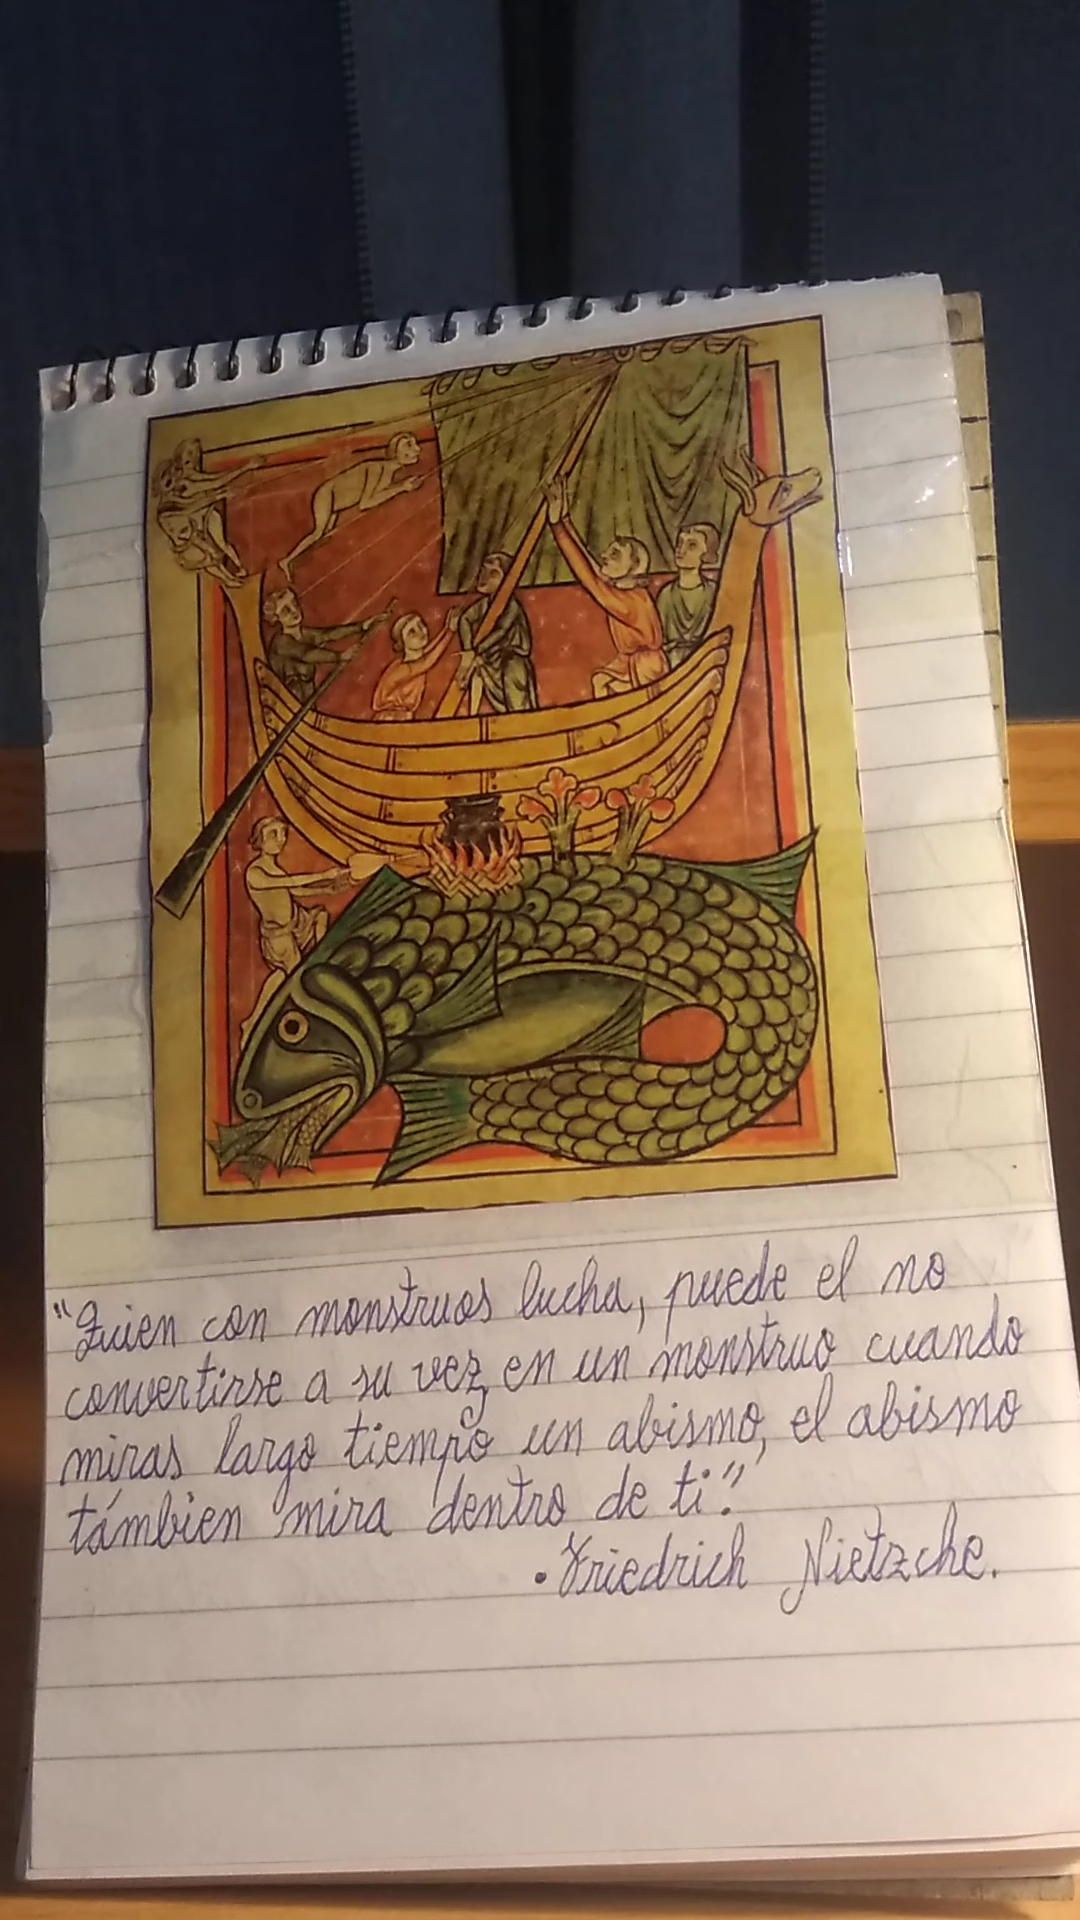 "Quien con monstruos lucha, puede el no
convertirse a su vez, en un monstruo cuando
miras largo tiempo un abismo, el abismo
támbien mira dentro de ti."
• Friedrich Nietzche.